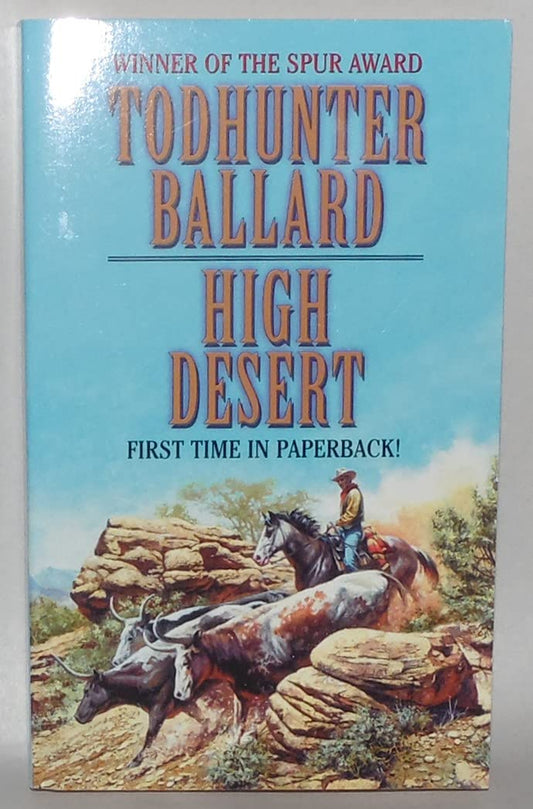 WINNER OF THE SPUR AWARD
TODHUNTER
BALLARD
HIGH
DESERT
FIRST TIME IN PAPERBACK!